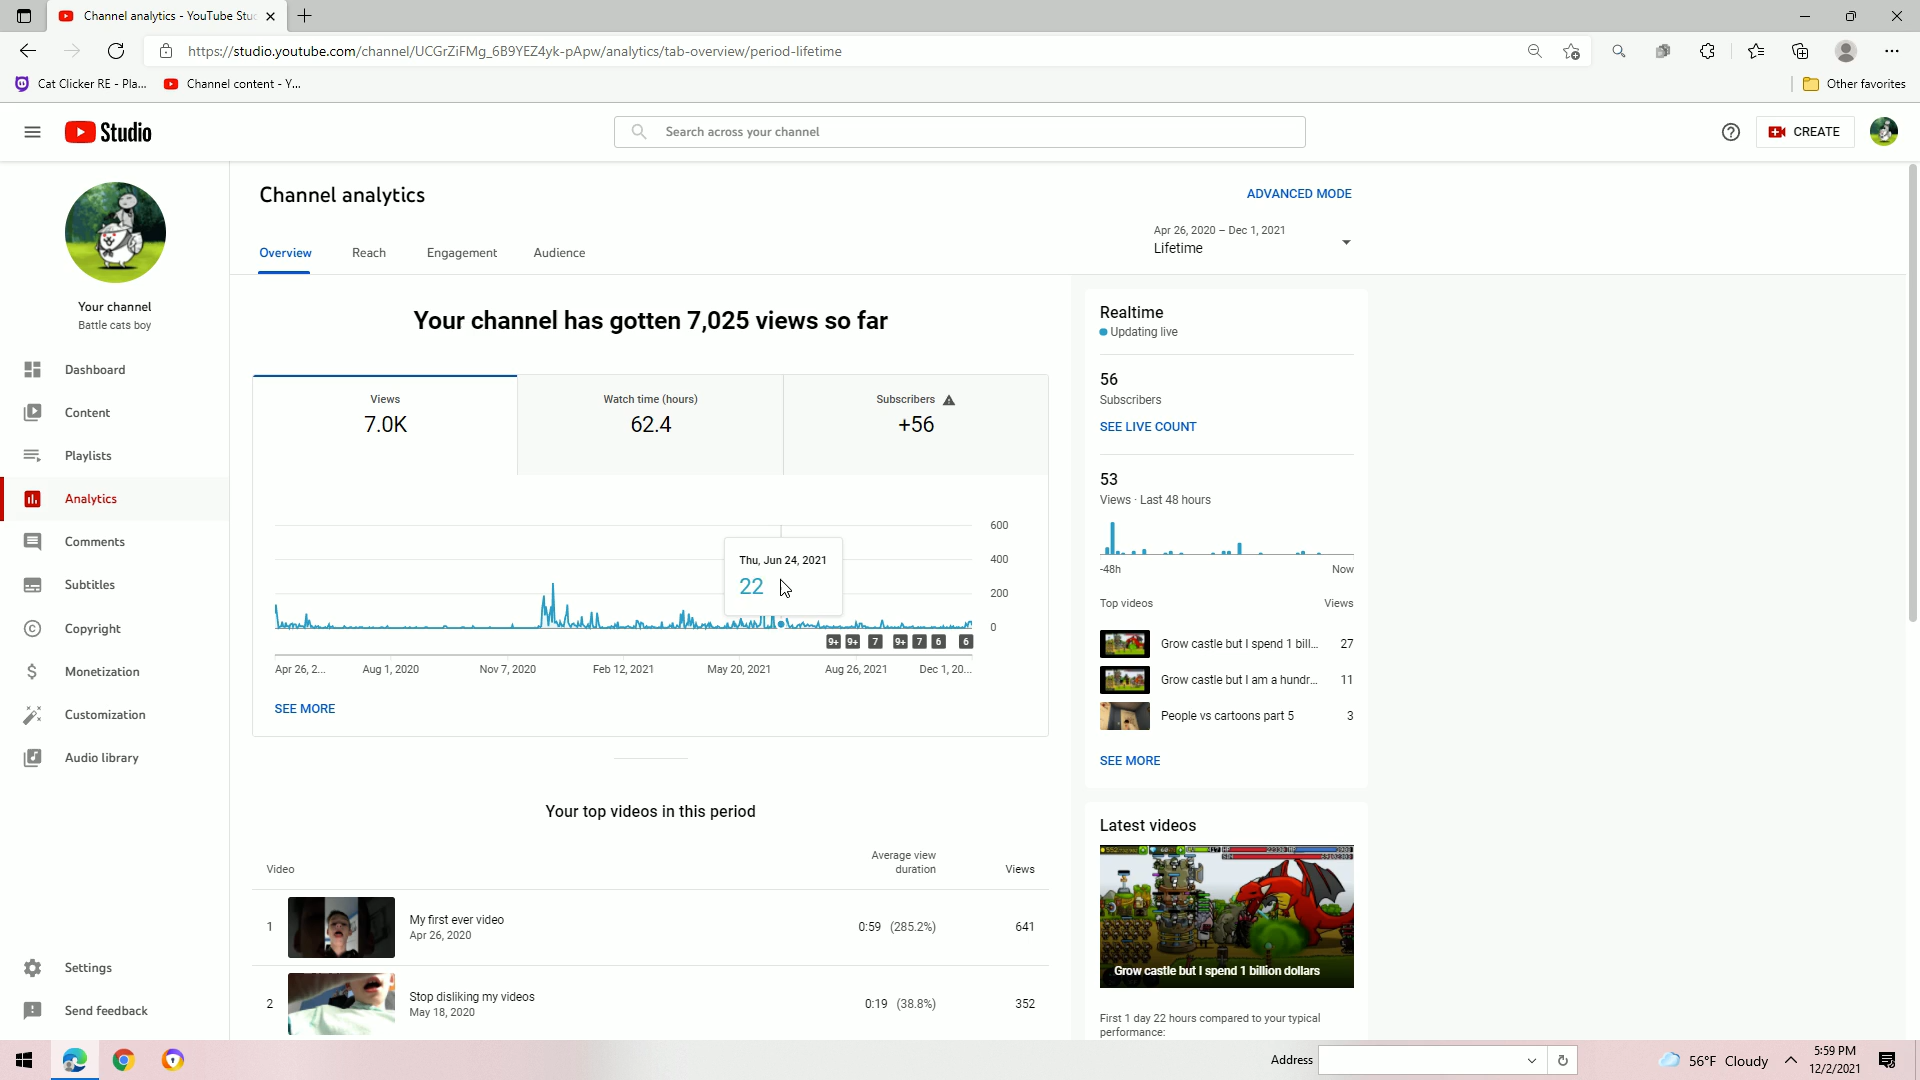 Channel analytics - YouTube Stu
https://studio.youtube.com/channel/UCGrZiFMg_6B9YEZ4yk-pApw/analytics/tab-overview/period-lifetime
Cat Clicker RE - Pla...
Channel content - Y...
Other favorites
Studio
Search across your channel
CREATE
Your channel
Battle cats boy
Dashboard
Content
Playlists
Analytics
Comments
Subtitles
Copyright
Monetization
Customization
Audio library
Settings
Send feedback
Channel analytics
ADVANCED MODE
Overview
Reach
Engagement
Audience
Apr 26, 2020 – Dec 1, 2021
Lifetime
Your channel has gotten 7,025 views so far
Views
7.0K
Watch time (hours)
62.4
Subscribers
+56
600
400
200
0
Thu, Jun 24, 2021
22
9+ 9+ 7 9+ 7 6 6
Apr 26, 2... Aug 1, 2020 Nov 7, 2020 Feb 12, 2021 May 20, 2021 Aug 26, 2021 Dec 1, 20...
SEE MORE
Your top videos in this period
Video
Average view
duration
Views
1
My first ever video
Apr 26, 2020
0:59 (285.2%)
641
2
Stop disliking my videos
May 18, 2020
0:19 (38.8%)
352
Realtime
Updating live
56
Subscribers
SEE LIVE COUNT
53
Views · Last 48 hours
-48h
Now
Top videos
Views
Grow castle but I spend 1 bill... 27
Grow castle but I am a hundr... 11
People vs cartoons part 5 3
SEE MORE
Latest videos
Grow castle but I spend 1 billion dollars
First 1 day 22 hours compared to your typical
performance:
Address
56°F Cloudy
5:59 PM
12/2/2021